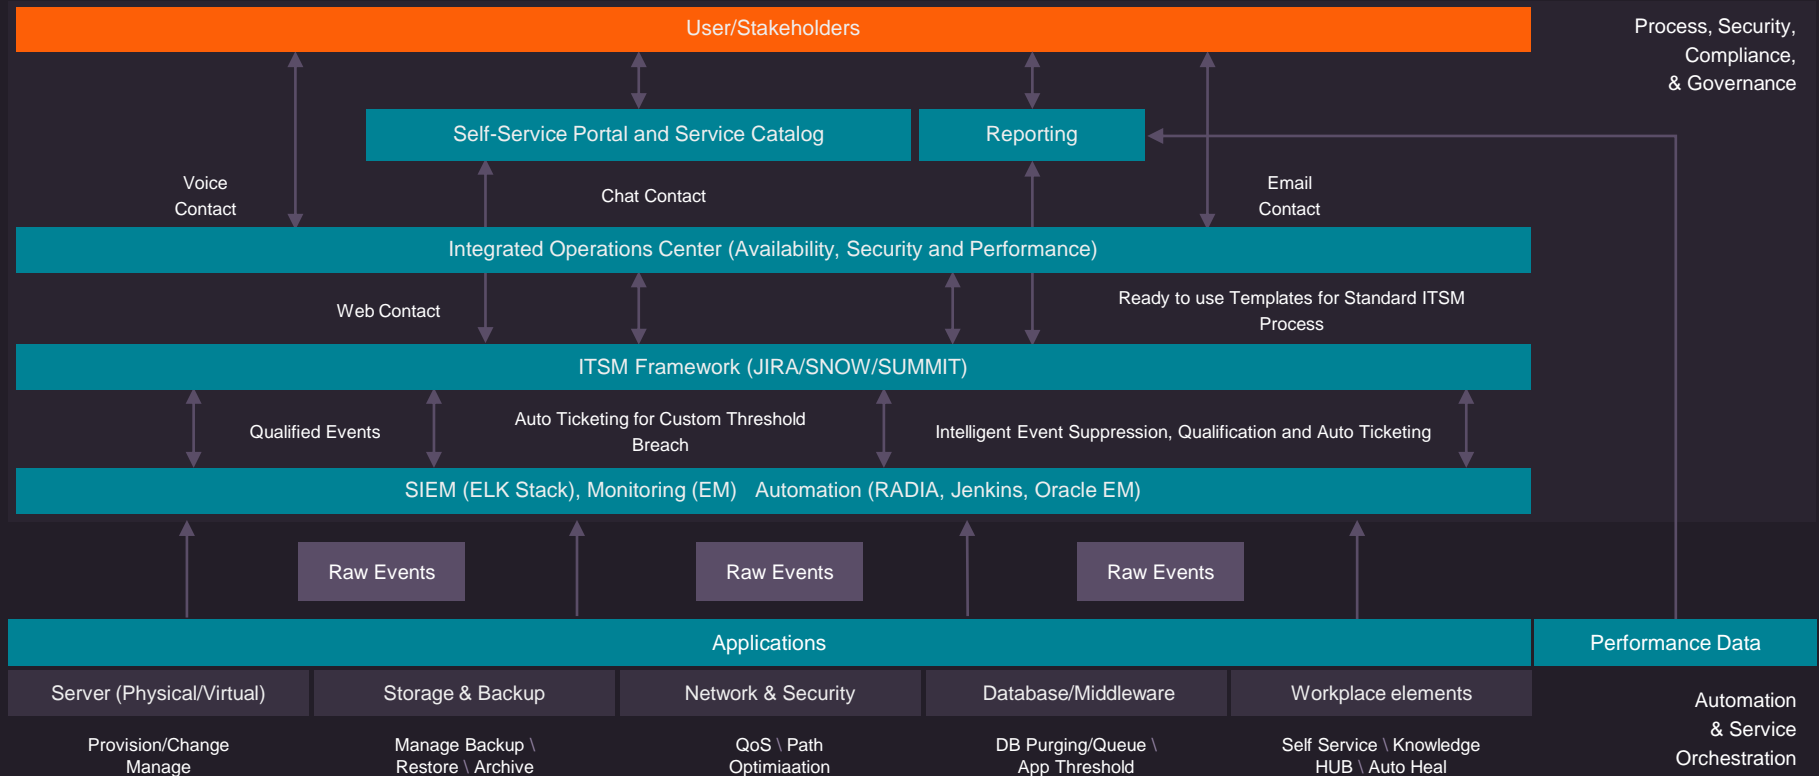 User/Stakeholders
Process, Security,
Compliance,
& Governance
Self-Service Portal and Service Catalog
Reporting
Voice
Contact
Chat Contact
Email
Contact
Integrated Operations Center (Availability, Security and Performance)
Web Contact
Ready to use Templates for Standard ITSM
Process
ITSM Framework (JIRA/SNOW/SUMMIT)
Qualified Events
Auto Ticketing for Custom Threshold
Breach
Intelligent Event Suppression, Qualification and Auto Ticketing
SIEM (ELK Stack), Monitoring (EM)   Automation (RADIA, Jenkins, Oracle EM)
Raw Events
Raw Events
Raw Events
Applications
Performance Data
Server (Physical/Virtual)
Storage & Backup
Network & Security
Database/Middleware
Workplace elements
Provision/Change
Manage
Manage Backup \
Restore \ Archive
QoS \ Path
Optimiaation
DB Purging/Queue \
App Threshold
Self Service \ Knowledge
HUB \ Auto Heal
Automation
& Service
Orchestration